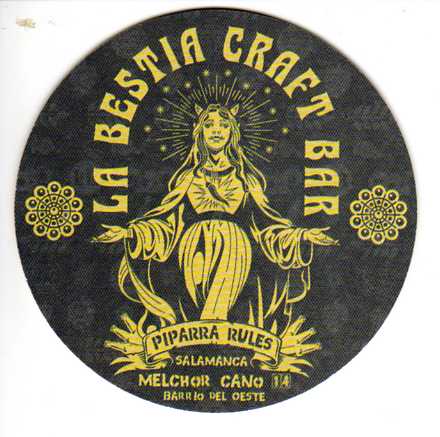 LA BESTIA CRAFT BAR
PIPARRA RULES
SALAMANCA
MELCHOR CANO 14
BARRIO DEL OESTE